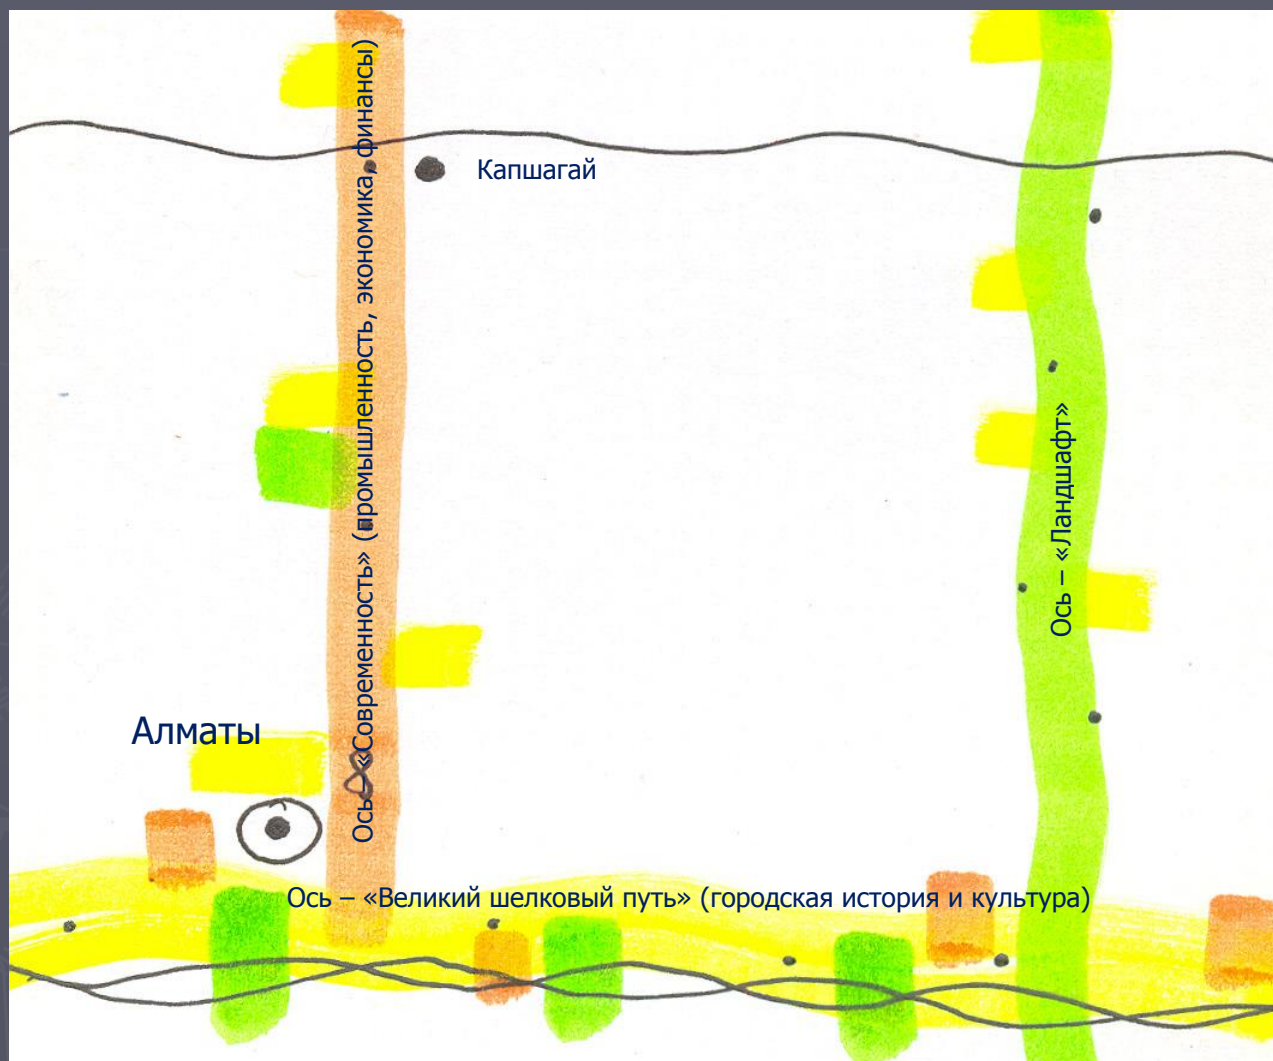 Капшагай
Ось – «Современность» (промышленность, экономика, финансы)
Ось – «Ландшафт»
Алматы
Ось – «Великий шелковый путь» (городская история и культура)